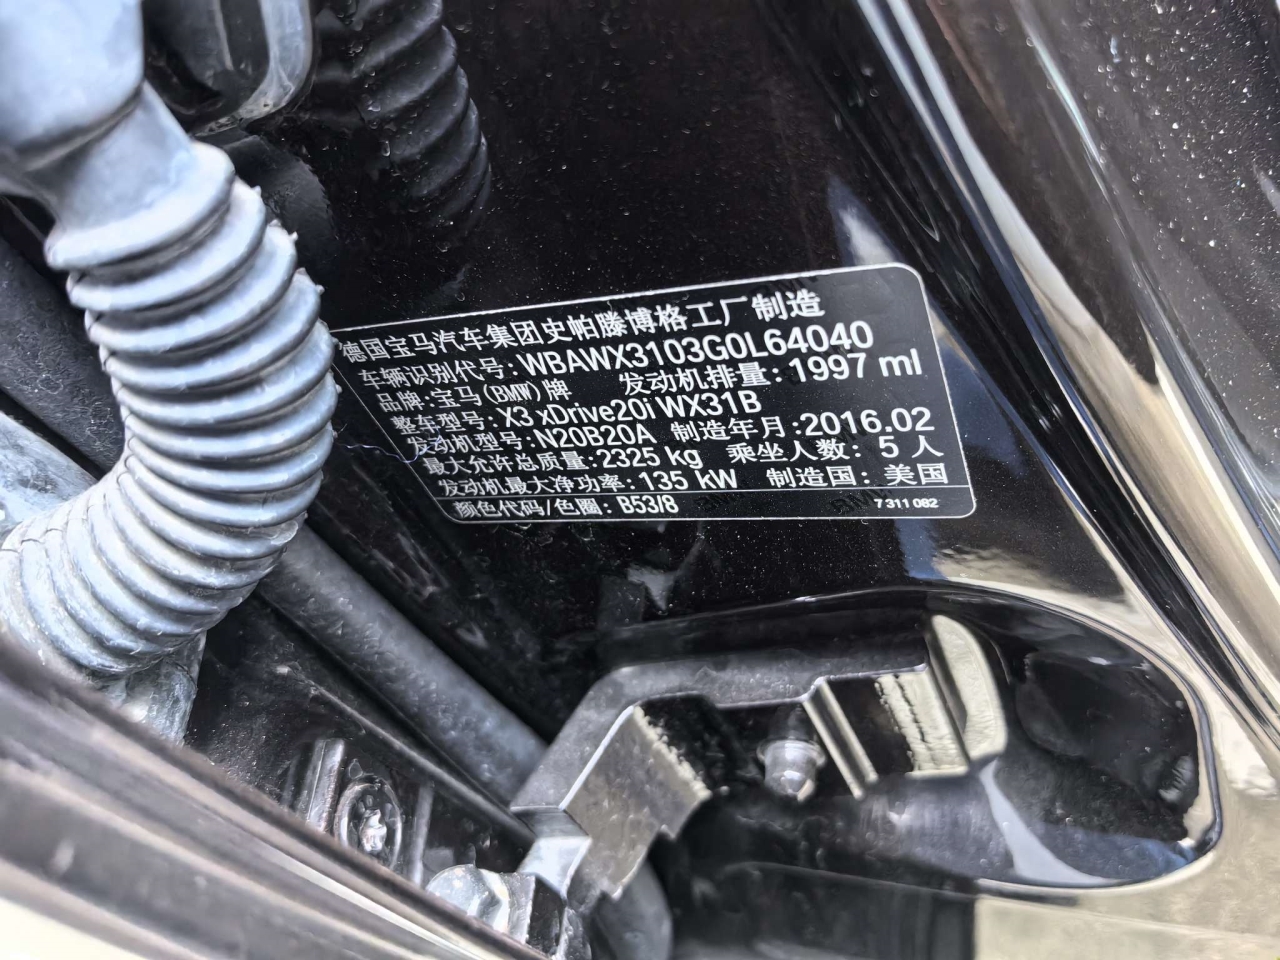 德国宝马汽车集团史帕滕博格工厂制造
车辆识别代号：WBAWX3103G0L64040
品牌：宝马(BMW)牌 发动机排量：1997 ml
整车型号：X3 xDrive20i WX31B
发动机型号：N20B20A 制造年月：2016.02
最大允许总质量：2325 kg 乘坐人数：5 人
发动机最大净功率：135 kW 制造国：美国
颜色代码/色圈：B53/8 7 311 082